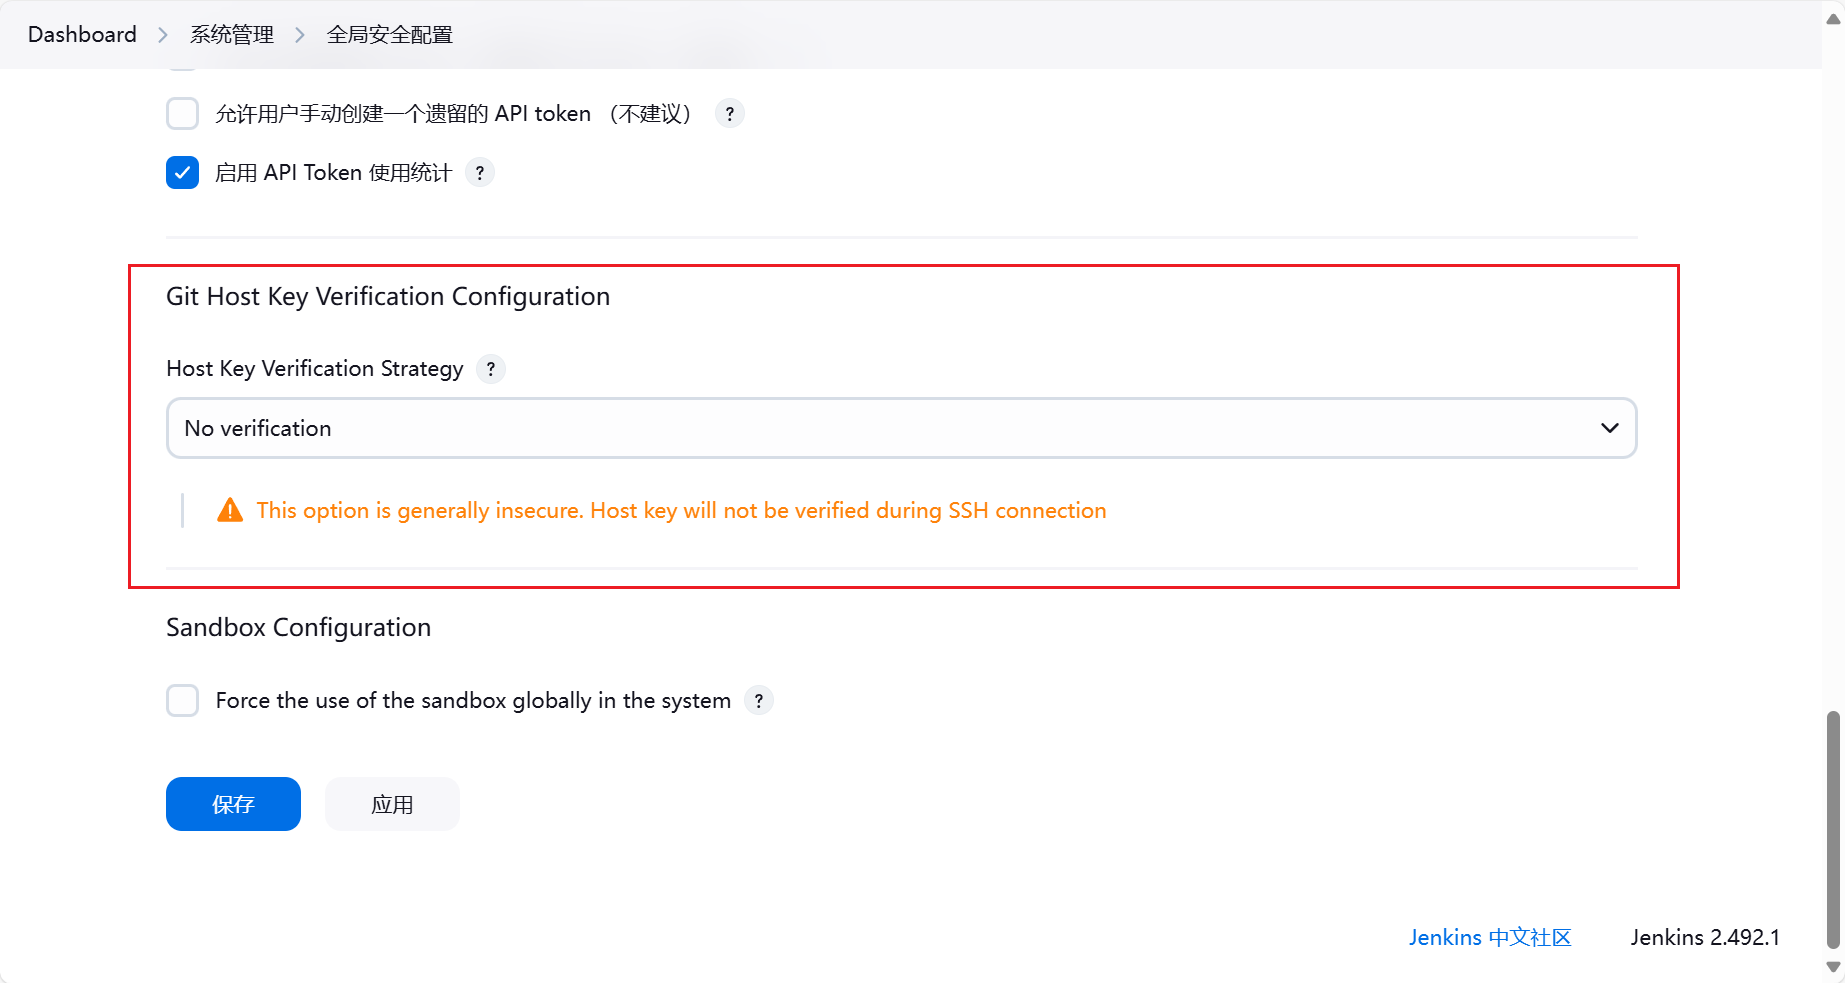 Dashboard > 系统管理 > 全局安全配置
允许用户手动创建一个遗留的 API token （不建议） ?
启用 API Token 使用统计 ?
Git Host Key Verification Configuration
Host Key Verification Strategy ?
No verification
This option is generally insecure. Host key will not be verified during SSH connection
Sandbox Configuration
Force the use of the sandbox globally in the system ?
保存 应用
Jenkins 中文社区 Jenkins 2.492.1